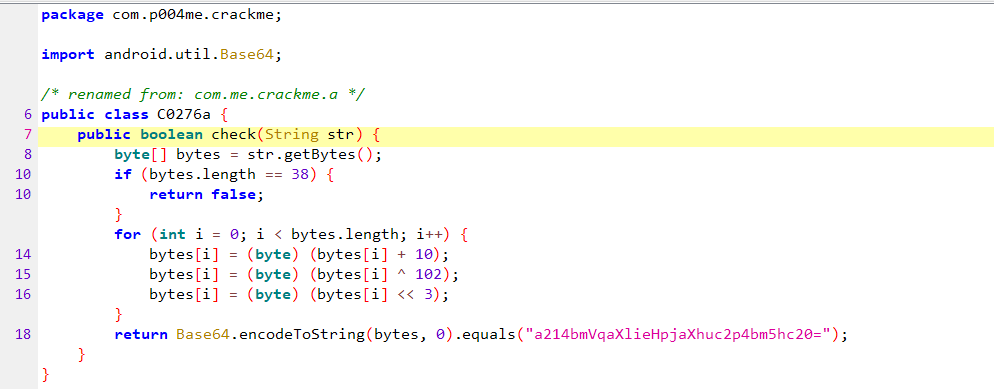 package com.p004me.crackme;
import android.util.Base64;
/* renamed from: com.me.crackme.a */
6 public class C0276a {
7 public boolean check(String str) {
8 byte[] bytes = str.getBytes();
10 if (bytes.length == 38) {
10 return false;
}
for (int i = 0; i < bytes.length; i++) {
14 bytes[i] = (byte) (bytes[i] + 10);
15 bytes[i] = (byte) (bytes[i] ^ 102);
16 bytes[i] = (byte) (bytes[i] << 3);
}
18 return Base64.encodeToString(bytes, 0).equals("a214bmVqaXlieHpjaXhuc2p4bm5hc20=");
}
}